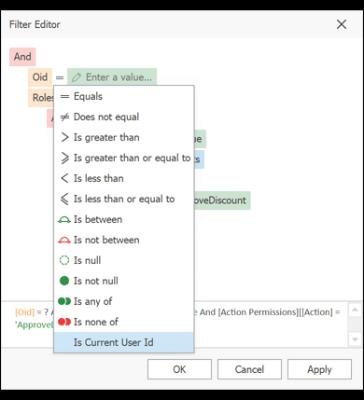 Filter Editor
And
Oid = Enter a value...
Roles
= Equals
≠ Does not equal
> Is greater than
≥ Is greater than or equal to
< Is less than
≤ Is less than or equal to
Is between
Is not between
Is null
Is not null
Is any of
Is none of
Is Current User Id
oveDiscount
[Oid] = ? A
e And [Action Permissions][[Action] =
OK
Cancel
Apply